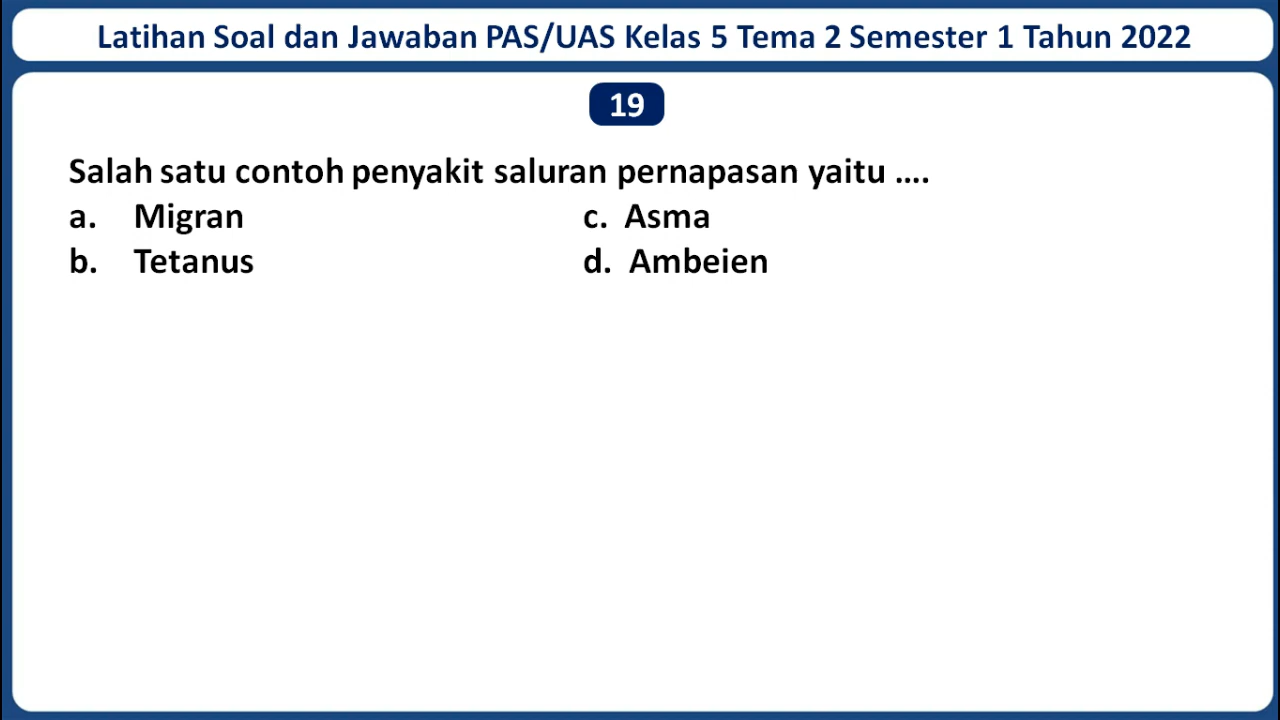 Latihan Soal dan Jawaban PAS/UAS Kelas 5 Tema 2 Semester 1 Tahun 2022
19
Salah satu contoh penyakit saluran pernapasan yaitu ....
a. Migran c. Asma
b. Tetanus d. Ambeien